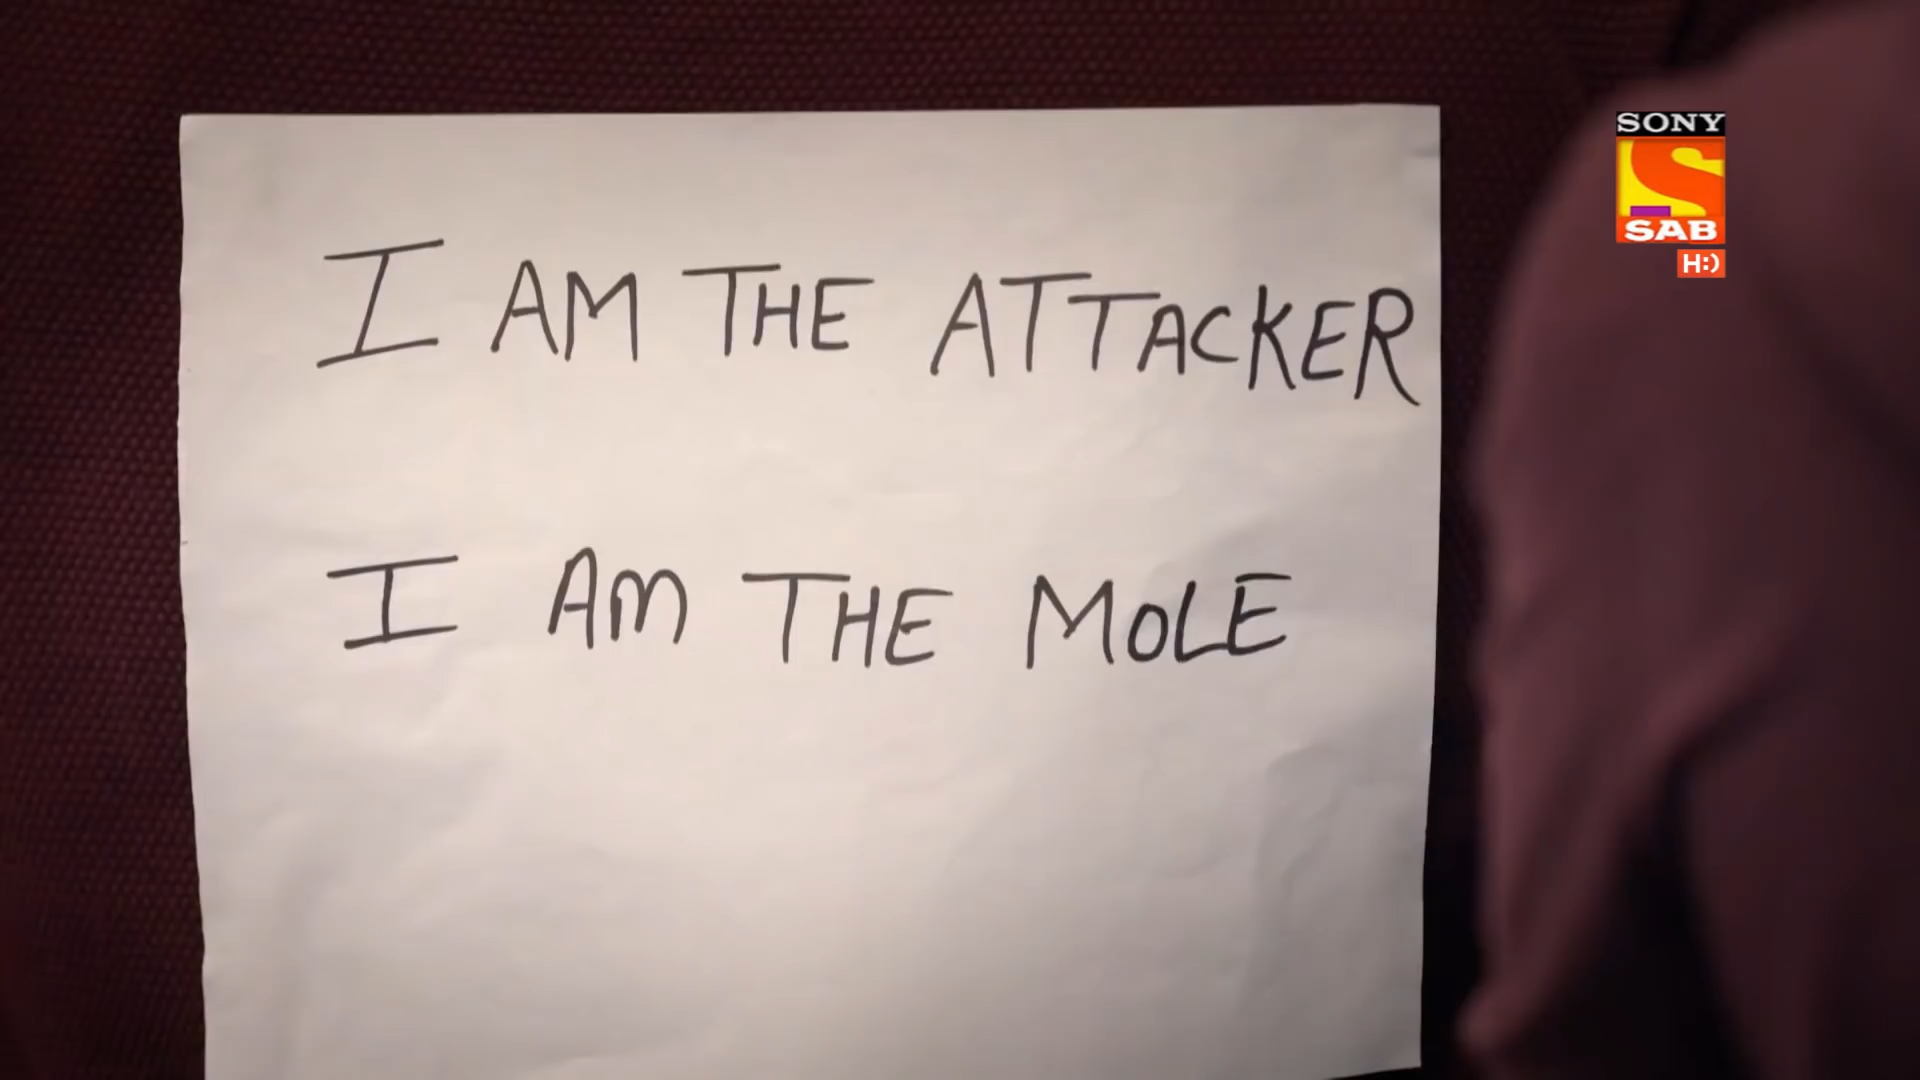 I AM THE ATTACKER
I AM THE MOLE
SONY
SAB
H:)